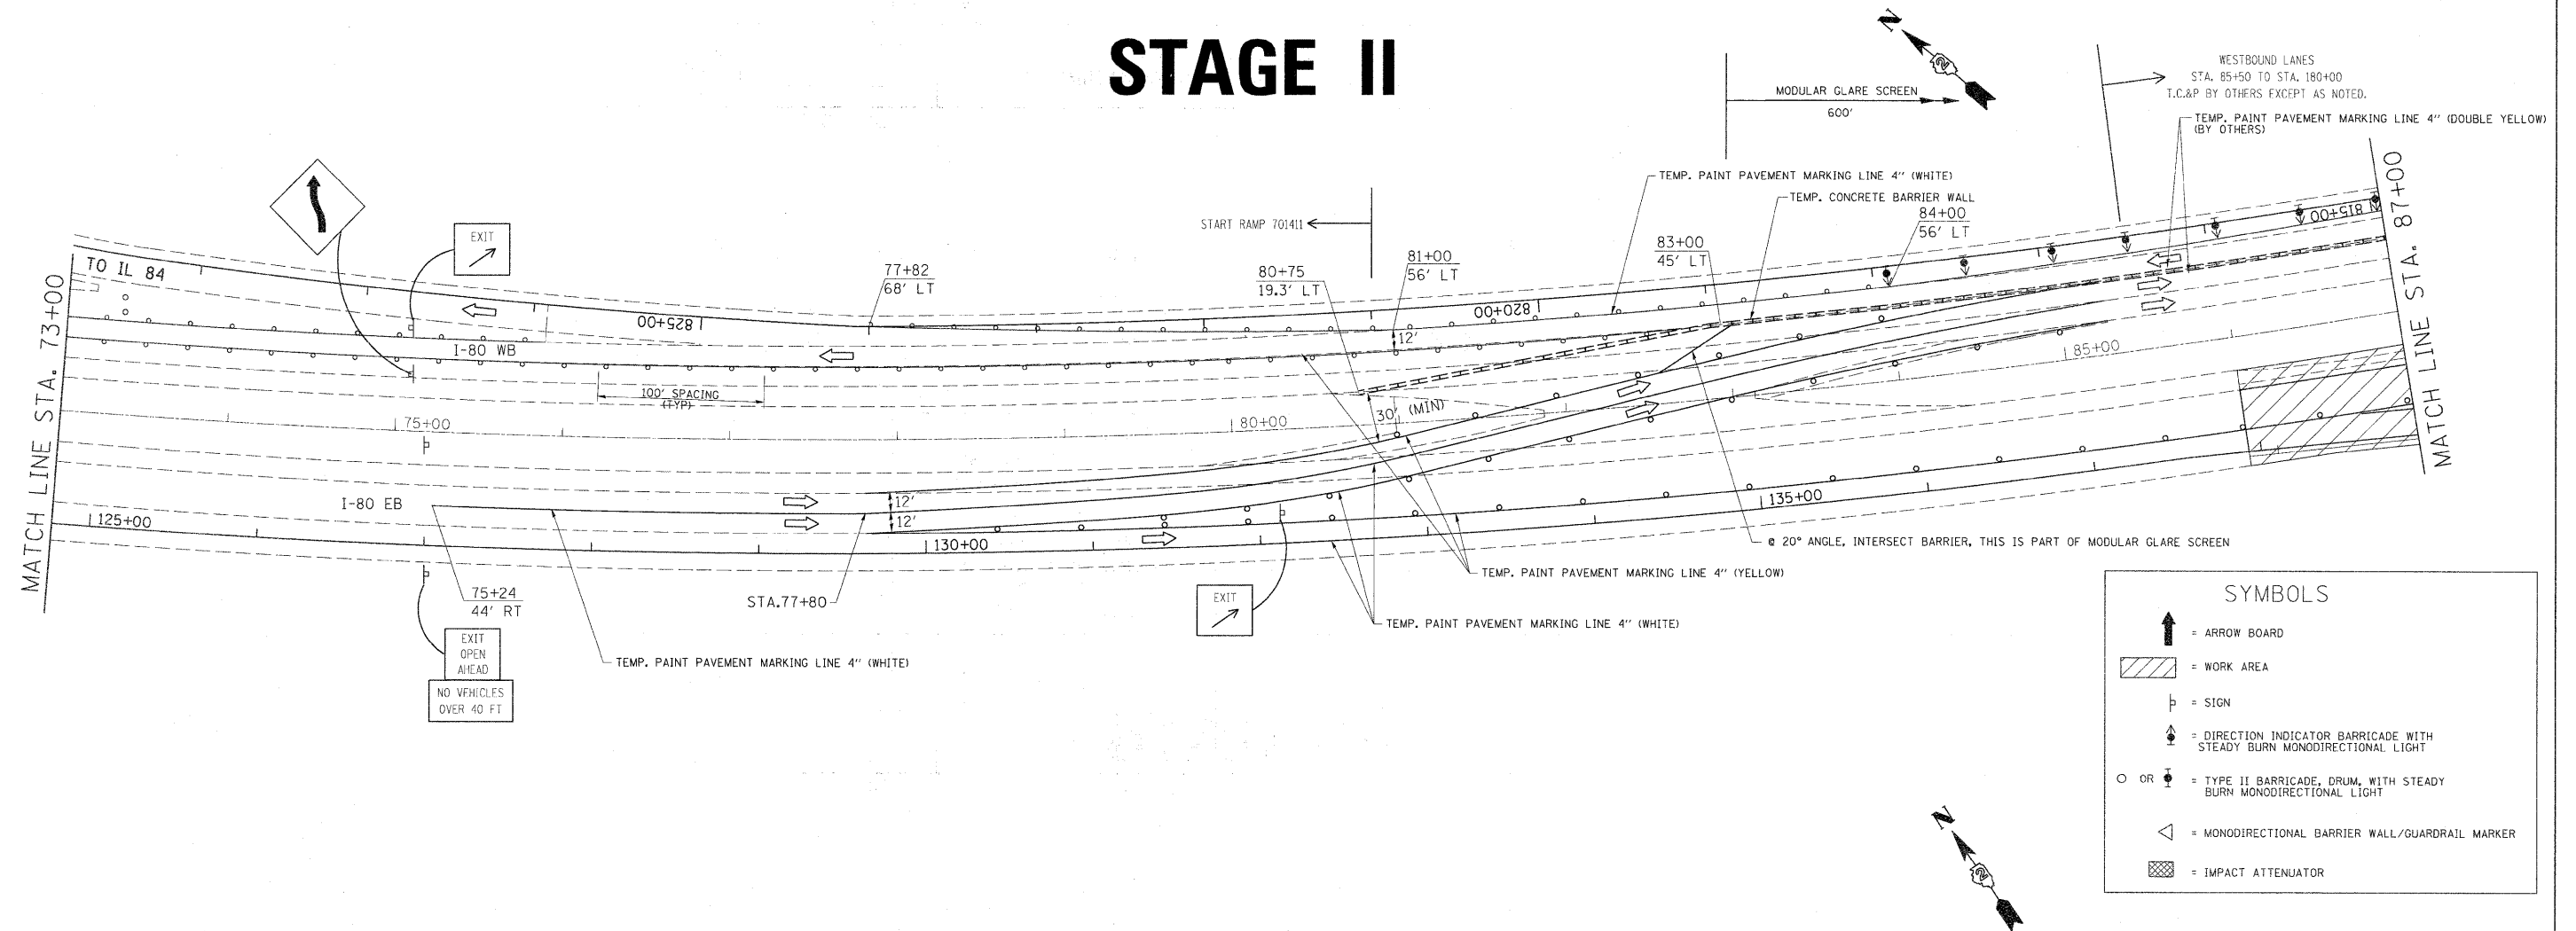 STAGE II
N
2
WESTBOUND LANES
STA. 85+50 TO STA. 180+00
T.C.&P BY OTHERS EXCEPT AS NOTED.
MODULAR GLARE SCREEN
600'
TEMP. PAINT PAVEMENT MARKING LINE 4" (DOUBLE YELLOW)
(BY OTHERS)
TEMP. PAINT PAVEMENT MARKING LINE 4" (WHITE)
TEMP. CONCRETE BARRIER WALL
84+00
56' LT
83+00
45' LT
START RAMP 701411
81+00
56' LT
80+75
19.3' LT
77+82
68' LT
EXIT
TO IL 84
MATCH LINE STA. 73+00
MATCH LINE STA. 87+00
815+00
820+00
825+00
I-80 WB
12'
100' SPACING
(TYP)
30' (MIN)
75+00
80+00
85+00
I-80 EB
12'
12'
125+00
130+00
135+00
75+24
44' RT
STA.77+80
@ 20° ANGLE, INTERSECT BARRIER, THIS IS PART OF MODULAR GLARE SCREEN
TEMP. PAINT PAVEMENT MARKING LINE 4" (YELLOW)
EXIT
TEMP. PAINT PAVEMENT MARKING LINE 4" (WHITE)
EXIT
OPEN
AHEAD
NO VEHICLES
OVER 40 FT
TEMP. PAINT PAVEMENT MARKING LINE 4" (WHITE)
SYMBOLS
= ARROW BOARD
= WORK AREA
= SIGN
= DIRECTION INDICATOR BARRICADE WITH
STEADY BURN MONODIRECTIONAL LIGHT
OR = TYPE II BARRICADE, DRUM, WITH STEADY
BURN MONODIRECTIONAL LIGHT
= MONODIRECTIONAL BARRIER WALL/GUARDRAIL MARKER
= IMPACT ATTENUATOR
N
2